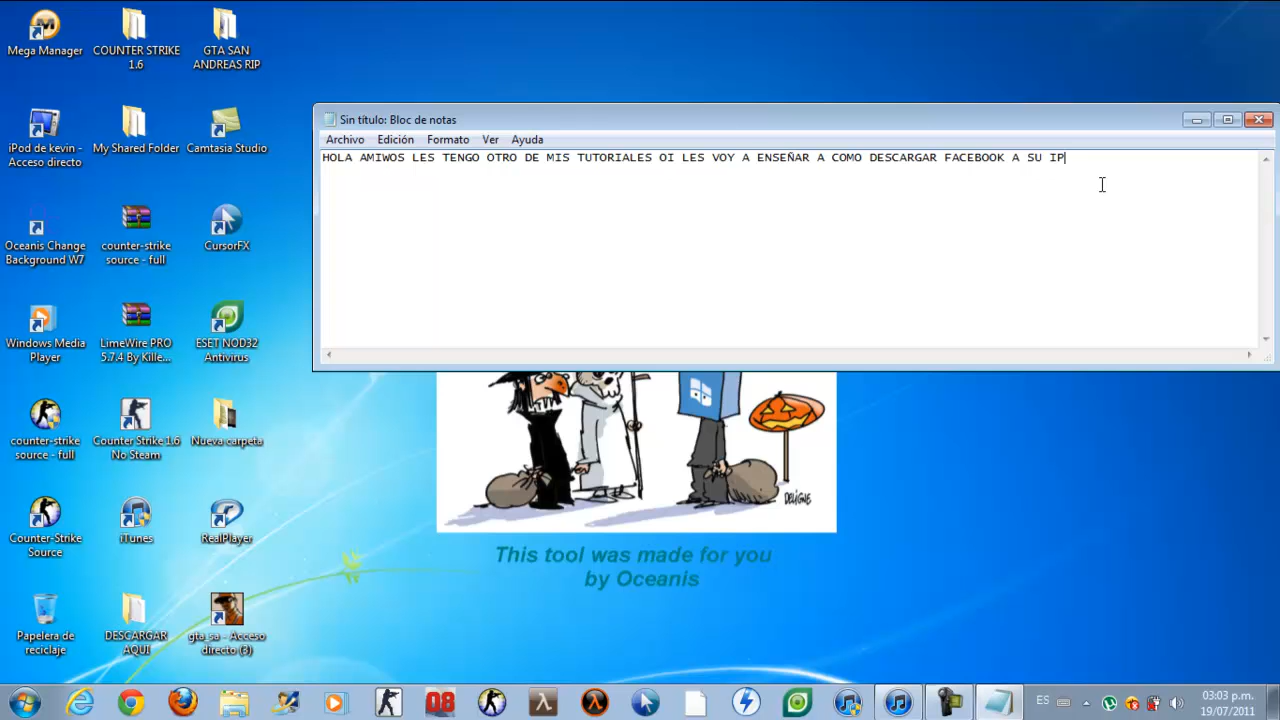 Mega Manager
COUNTER STRIKE
1.6
GTA SAN
ANDREAS RIP
iPod de kevin -
Acceso directo
My Shared Folder
Camtasia Studio
Oceanis Change
Background W7
counter-strike
source - full
CursorFX
Windows Media
Player
LimeWire PRO
5.7.4 By Kille...
ESET NOD32
Antivirus
counter-strike
source - full
Counter Strike 1.6
No Steam
Nueva carpeta
Counter-Strike
Source
iTunes
RealPlayer
Papelera de
reciclaje
DESCARGAR
AQUI!
gta_sa - Acceso
directo (3)
Sin título: Bloc de notas
Archivo Edición Formato Ver Ayuda
HOLA AMIWOS LES TENGO OTRO DE MIS TUTORIALES OI LES VOY A ENSEÑAR A COMO DESCARGAR FACEBOOK A SU IP
DELIGNE
This tool was made for you
by Oceanis
08
ES
03:03 p.m.
19/07/2011